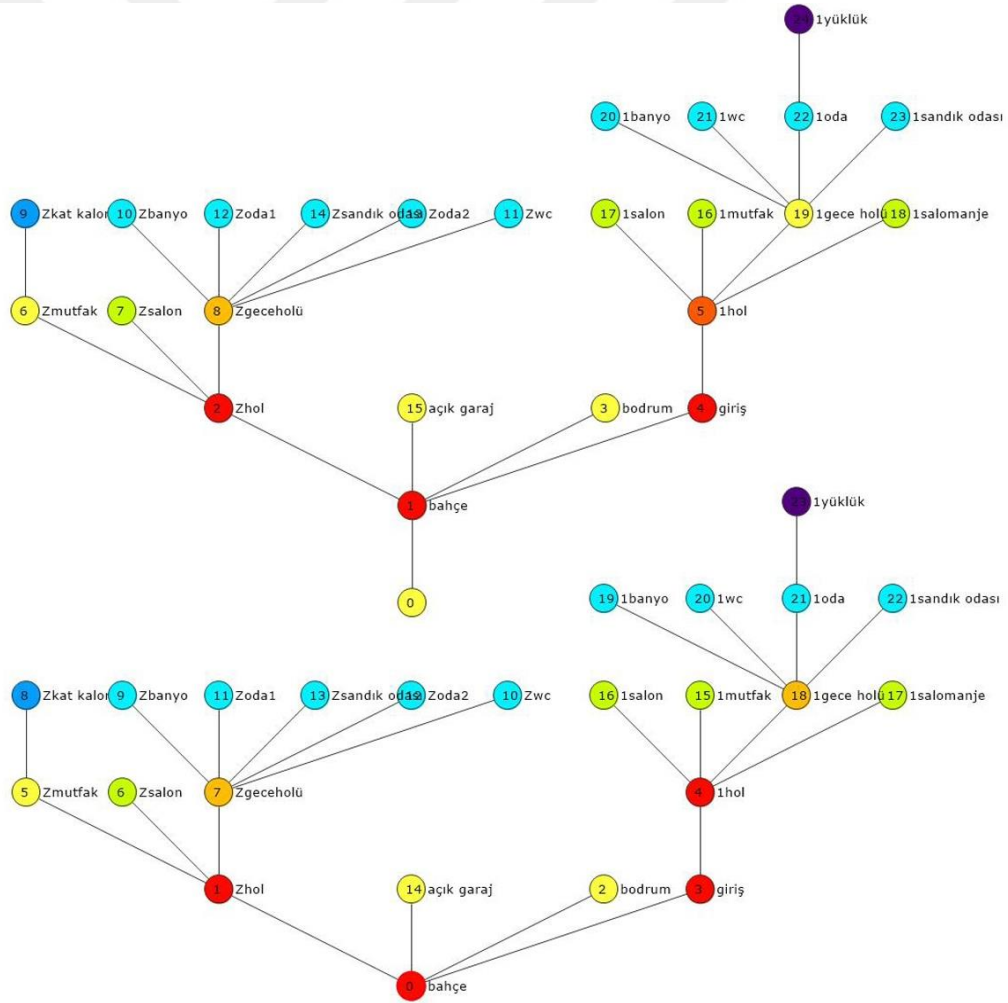 24 1yüklük
20 1banyo 21 1wc 22 1oda 23 1sandık odası
9 Zkat kalor 10 Zbanyo 12 Zoda1 14 Zsandık odası 13 Zoda2 11 Zwc 17 1salon 16 1mutfak 19 1gece holü 18 1salomanje
6 Zmutfak 7 Zsalon 8 Zgeceholü 5 1hol
2 Zhol 15 açık garaj 3 bodrum 4 giriş
1 bahçe
23 1yüklük
0
19 1banyo 20 1wc 21 1oda 22 1sandık odası
8 Zkat kalor 9 Zbanyo 11 Zoda1 13 Zsandık odası 12 Zoda2 10 Zwc 16 1salon 15 1mutfak 18 1gece holü 17 1salomanje
5 Zmutfak 6 Zsalon 7 Zgeceholü 4 1hol
1 Zhol 14 açık garaj 2 bodrum 3 giriş
0 bahçe